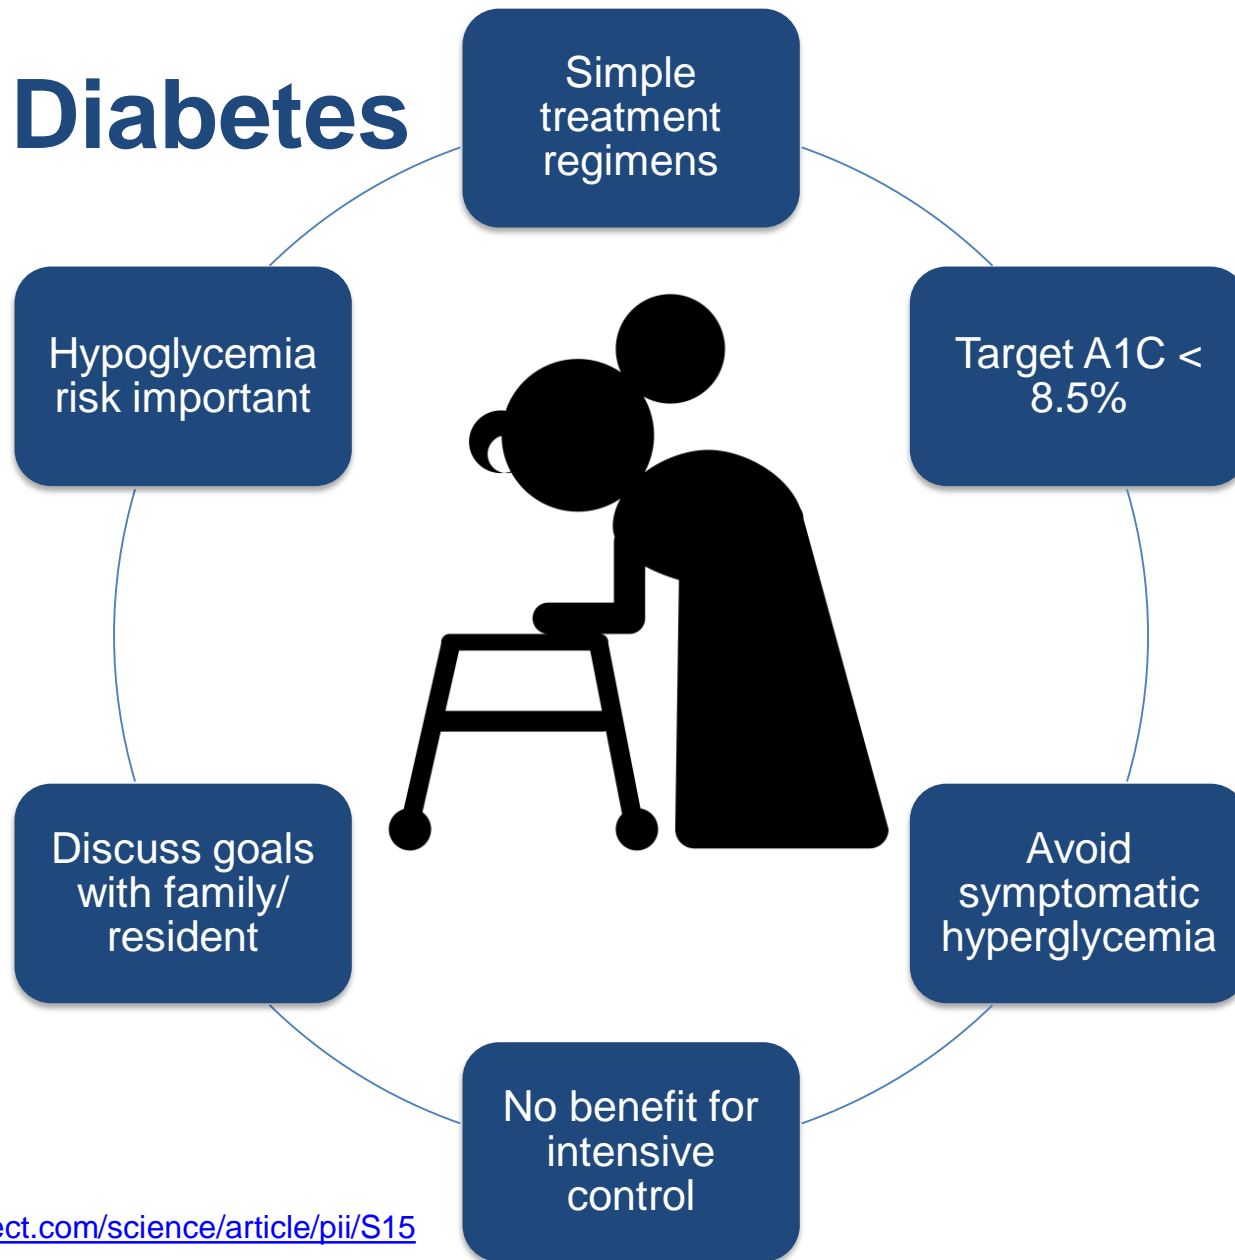 Diabetes
Simple
treatment
regimens
Target A1C <
8.5%
Avoid
symptomatic
hyperglycemia
No benefit for
intensive
control
Discuss goals
with family/
resident
Hypoglycemia
risk important
ect.com/science/article/pii/S15